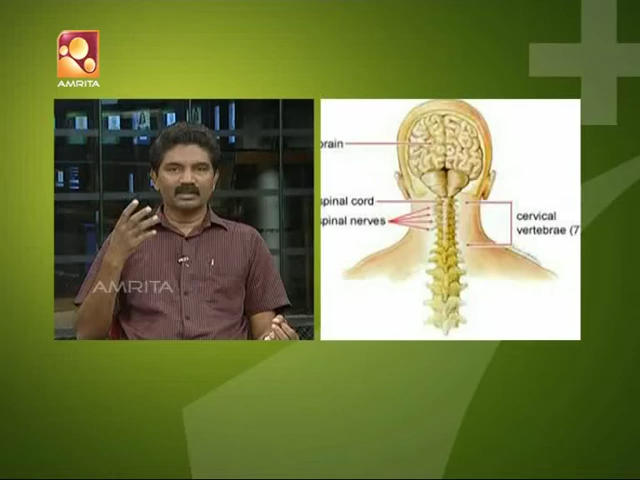 AMRITA
AMRITA
brain
spinal cord
spinal nerves
cervical
vertebrae (7